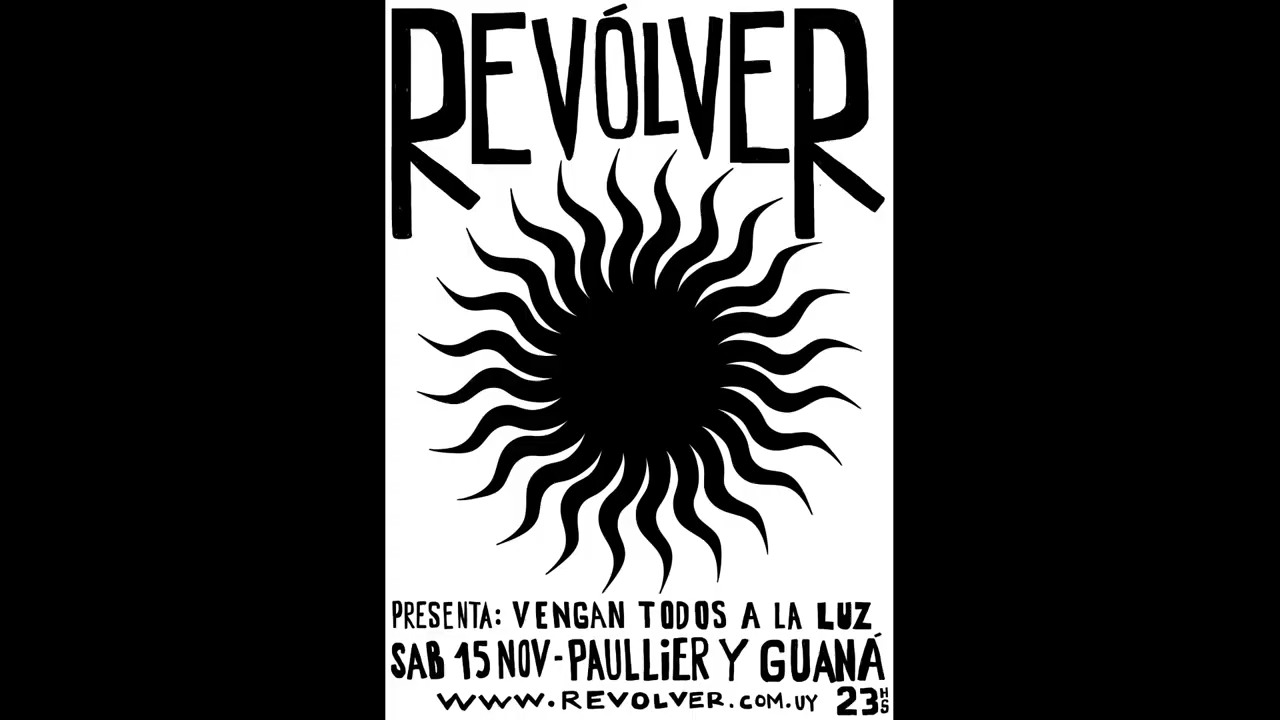 REVÓLVER
PRESENTA: VENGAN TODOS A LA LUZ
SAB 15 NOV - PAULLiER Y GUANÁ
WWW.REVOLVER.COM.UY 23HS